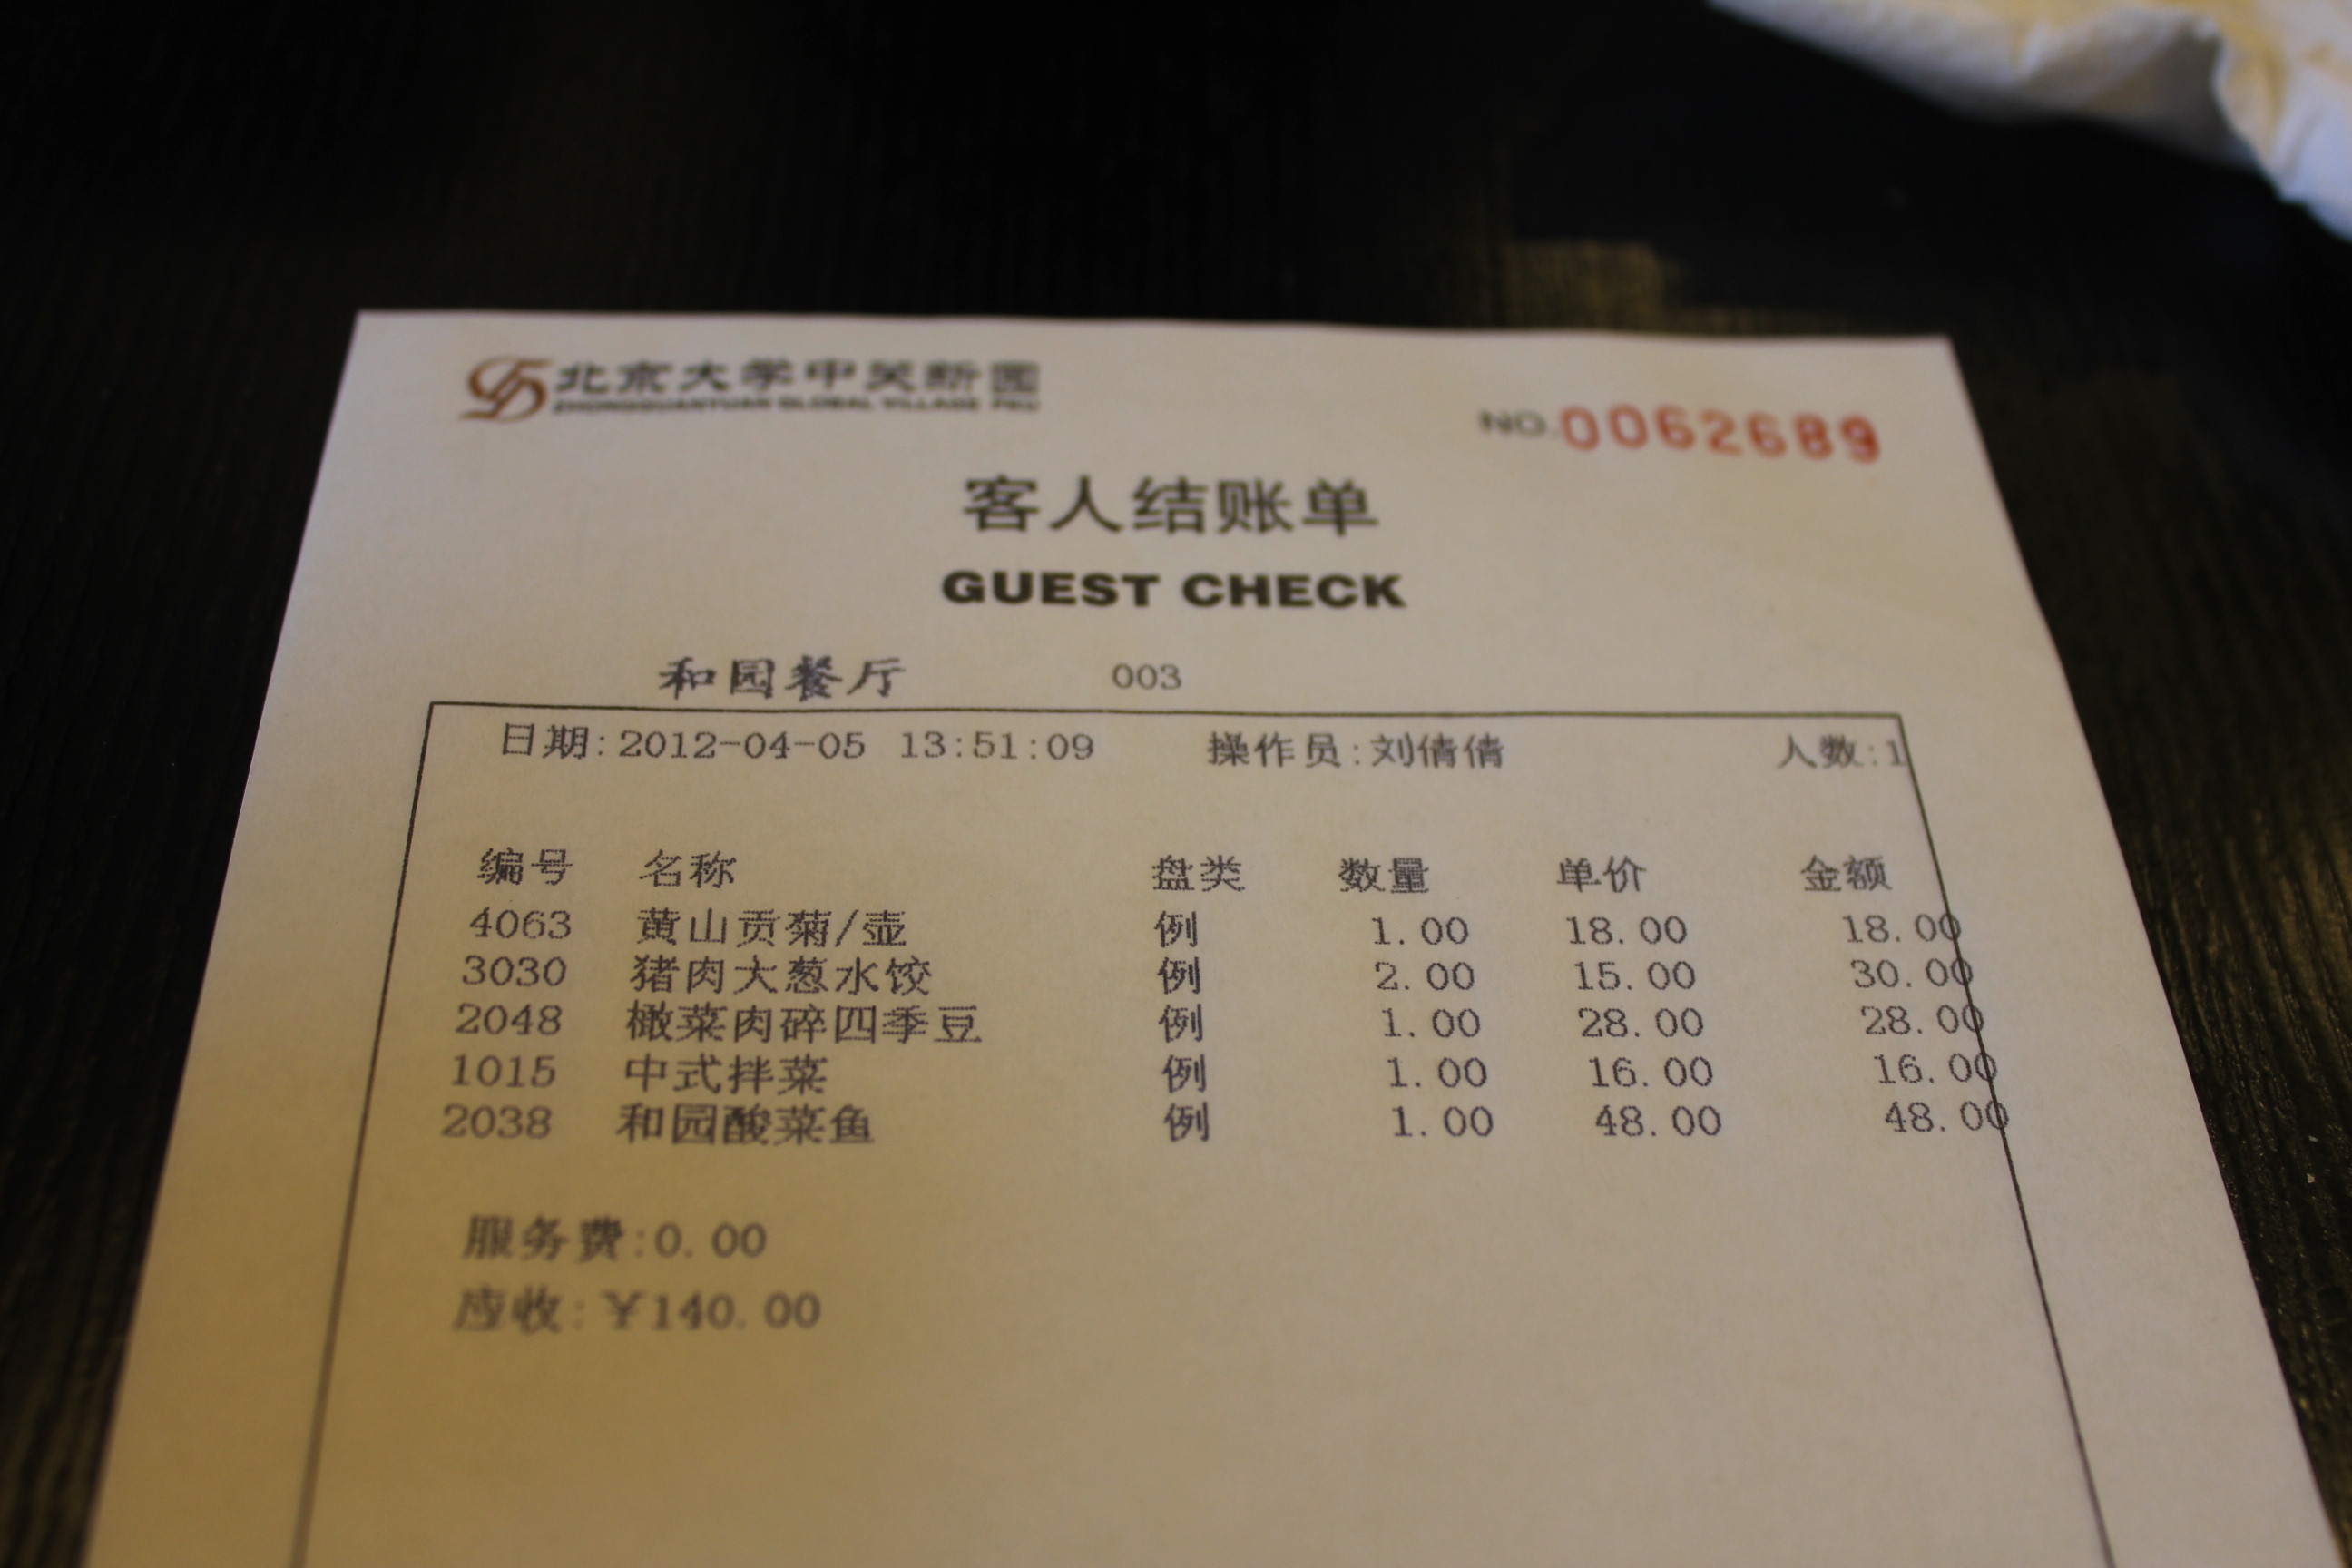 北京大学中关新园
ZHONGGUANYUAN GLOBAL VILLAGE PKU
NO.0062689
客人结账单
GUEST CHECK
和园餐厅 003
日期:2012-04-05 13:51:09 操作员:刘倩倩 人数:1
编号 名称 盘类 数量 单价 金额
4063 黄山贡菊/壶 例 1.00 18.00 18.00
3030 猪肉大葱水饺 例 2.00 15.00 30.00
2048 橄菜肉碎四季豆 例 1.00 28.00 28.00
1015 中式拌菜 例 1.00 16.00 16.00
2038 和园酸菜鱼 例 1.00 48.00 48.00
服务费:0.00
应收:¥140.00